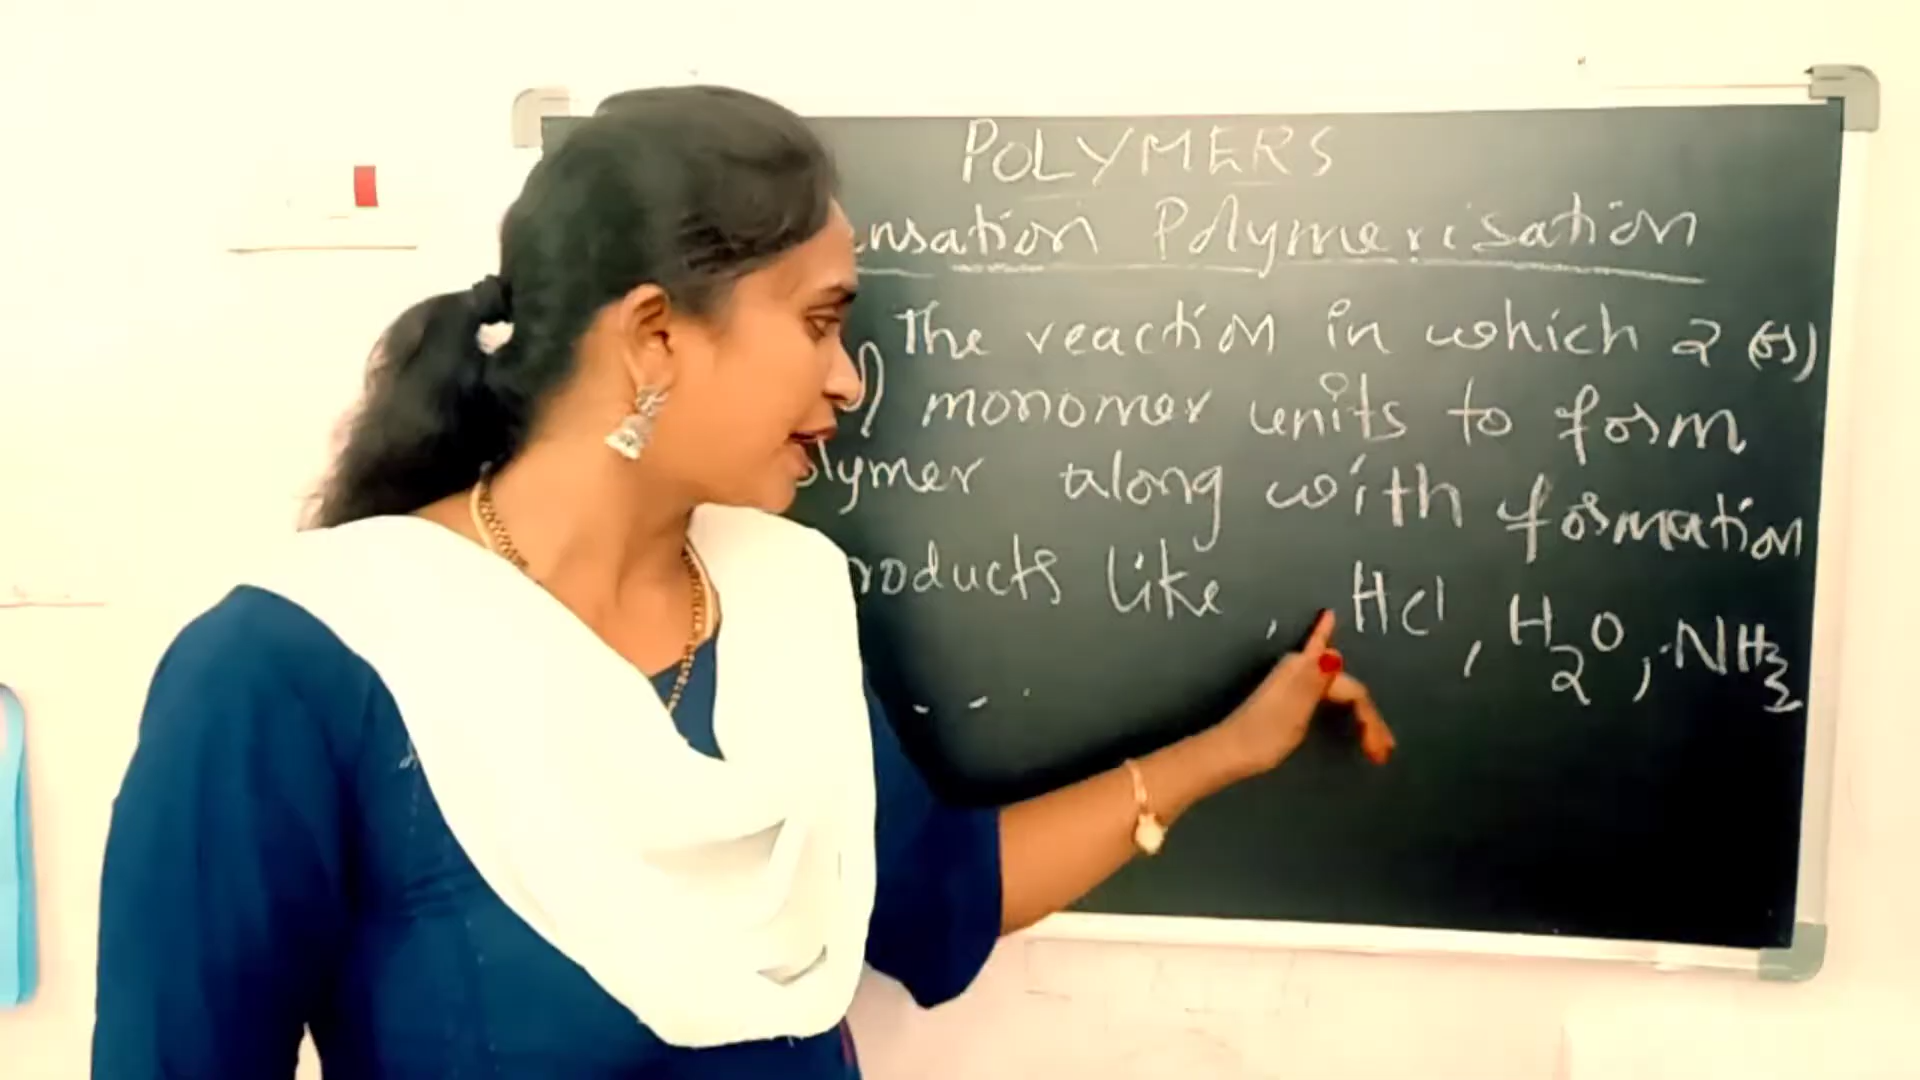 POLYMERS
ensation Polymerisation
The reaction in which 2 (or)
monomer units to form
olymer along with formation
roducts like, HCl, H2O, NH3